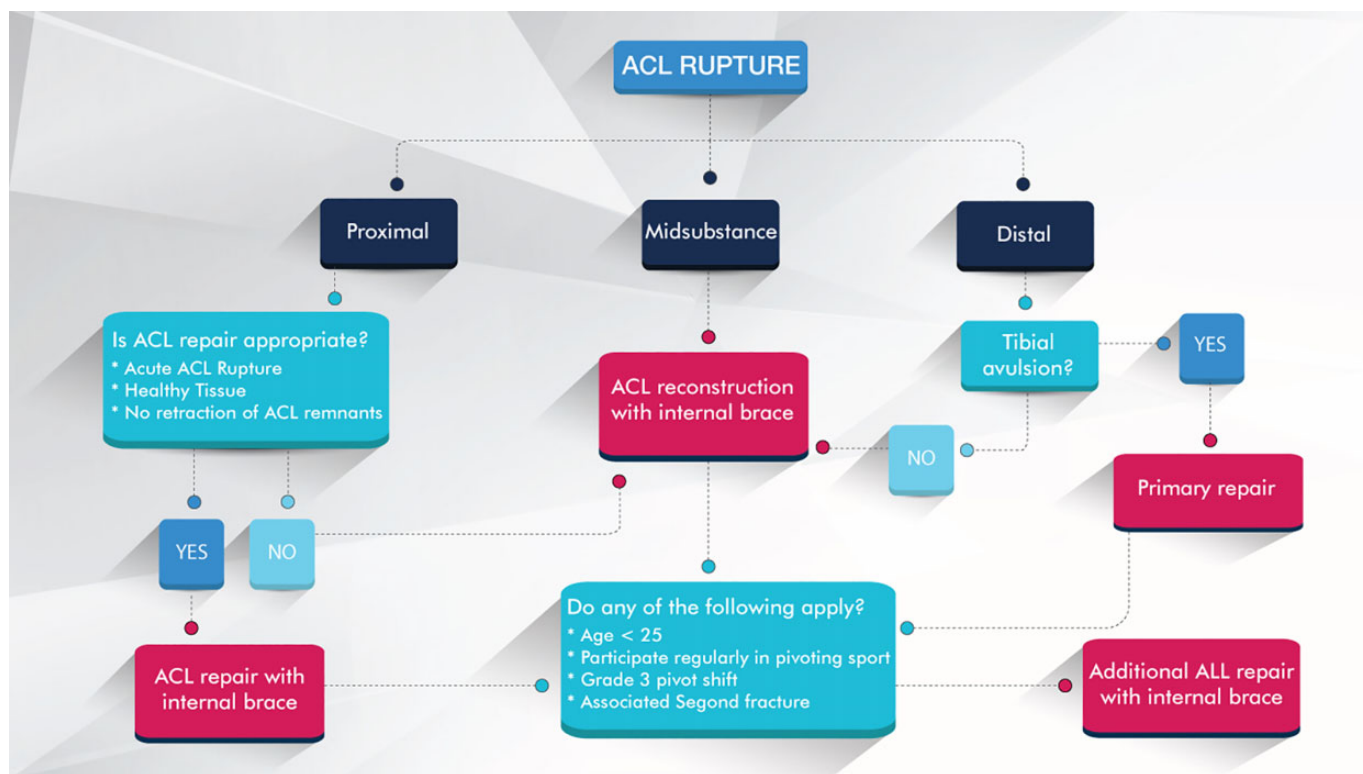 ACL RUPTURE
Proximal
Midsubstance
Distal
Is ACL repair appropriate?
* Acute ACL Rupture
* Healthy Tissue
* No retraction of ACL remnants
ACL reconstruction
with internal brace
Tibial
avulsion?
YES
NO
Primary repair
YES
NO
ACL repair with
internal brace
Do any of the following apply?
* Age < 25
* Participate regularly in pivoting sport
* Grade 3 pivot shift
* Associated Segond fracture
Additional ALL repair
with internal brace